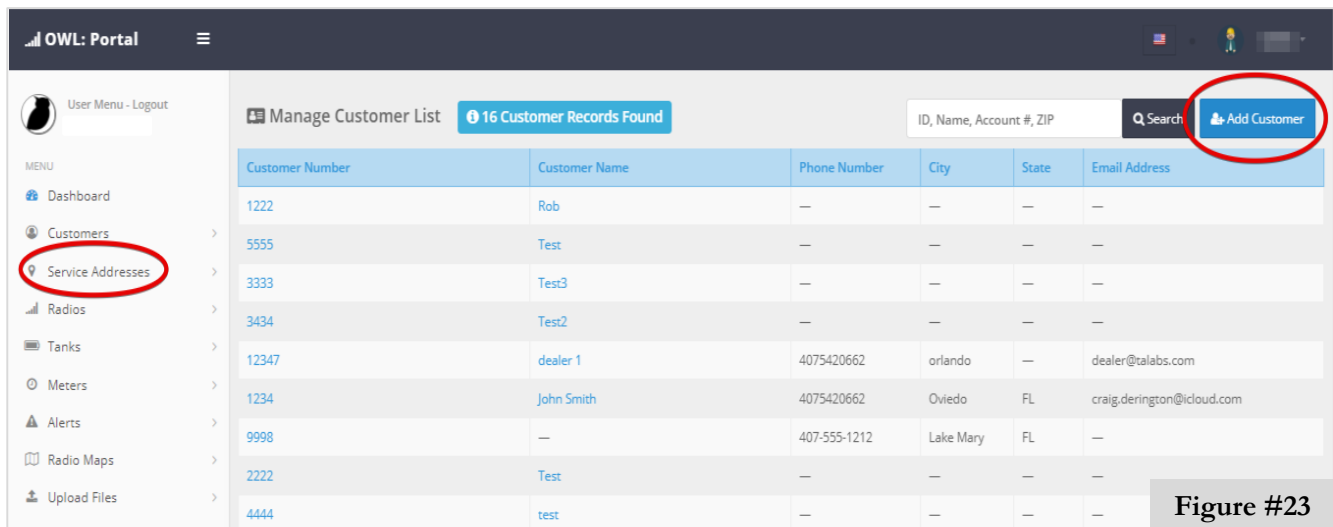 OWL: Portal
User Menu - Logout
Manage Customer List
16 Customer Records Found
ID, Name, Account #, ZIP
Search
Add Customer
MENU
Dashboard
Customers
Service Addresses
Radios
Tanks
Meters
Alerts
Radio Maps
Upload Files
Customer Number Customer Name Phone Number City State Email Address
1222 Rob — — — —
5555 Test — — — —
3333 Test3 — — — —
3434 Test2 — — — —
12347 dealer 1 4075420662 orlando — dealer@talabs.com
1234 John Smith 4075420662 Oviedo FL craig.derington@icloud.com
9998 — 407-555-1212 Lake Mary FL —
2222 Test — — — —
4444 test — — — —
Figure #23